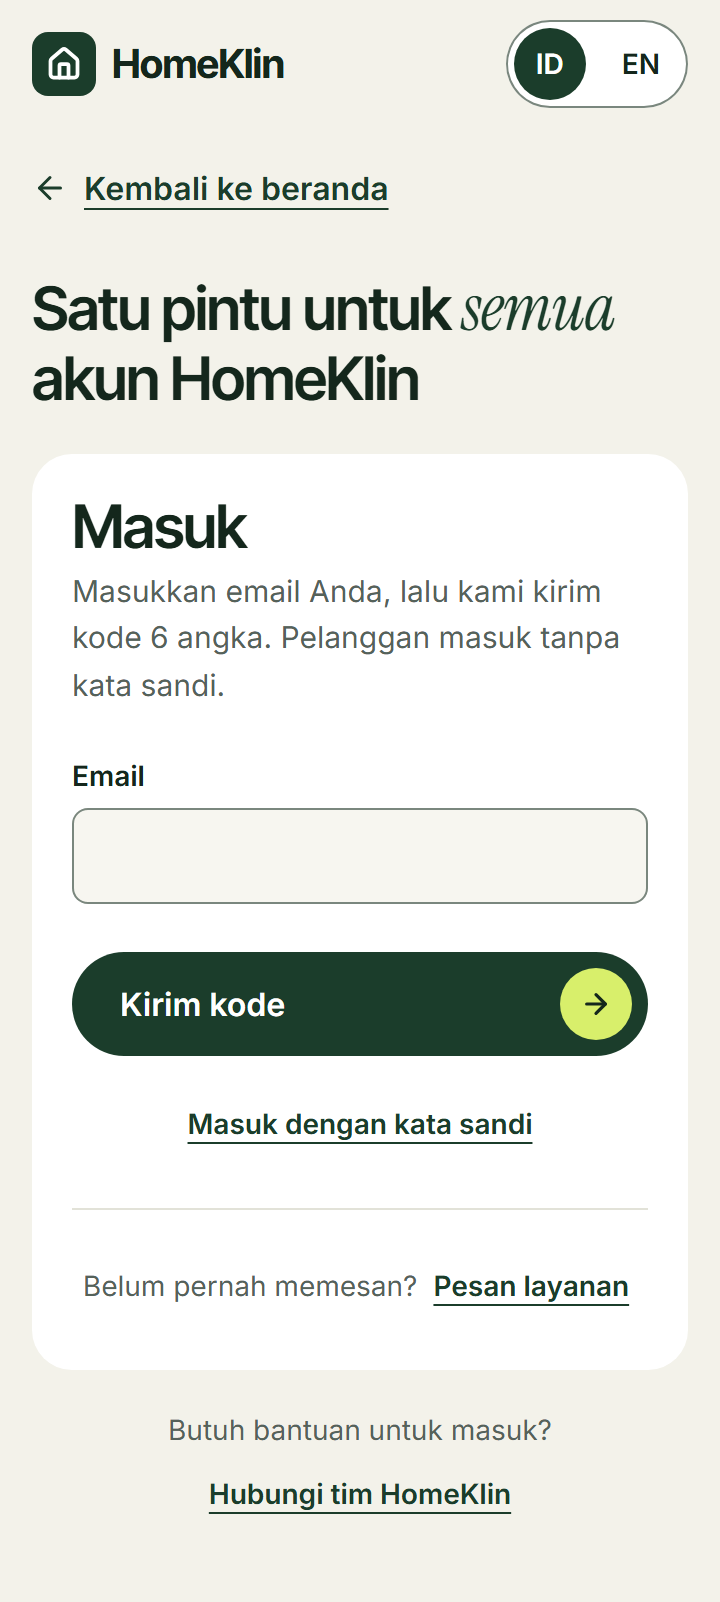 HomeKlin
ID EN
Kembali ke beranda
Satu pintu untuk semua
akun HomeKlin
Masuk
Masukkan email Anda, lalu kami kirim
kode 6 angka. Pelanggan masuk tanpa
kata sandi.
Email
Kirim kode
Masuk dengan kata sandi
Belum pernah memesan? Pesan layanan
Butuh bantuan untuk masuk?
Hubungi tim HomeKlin